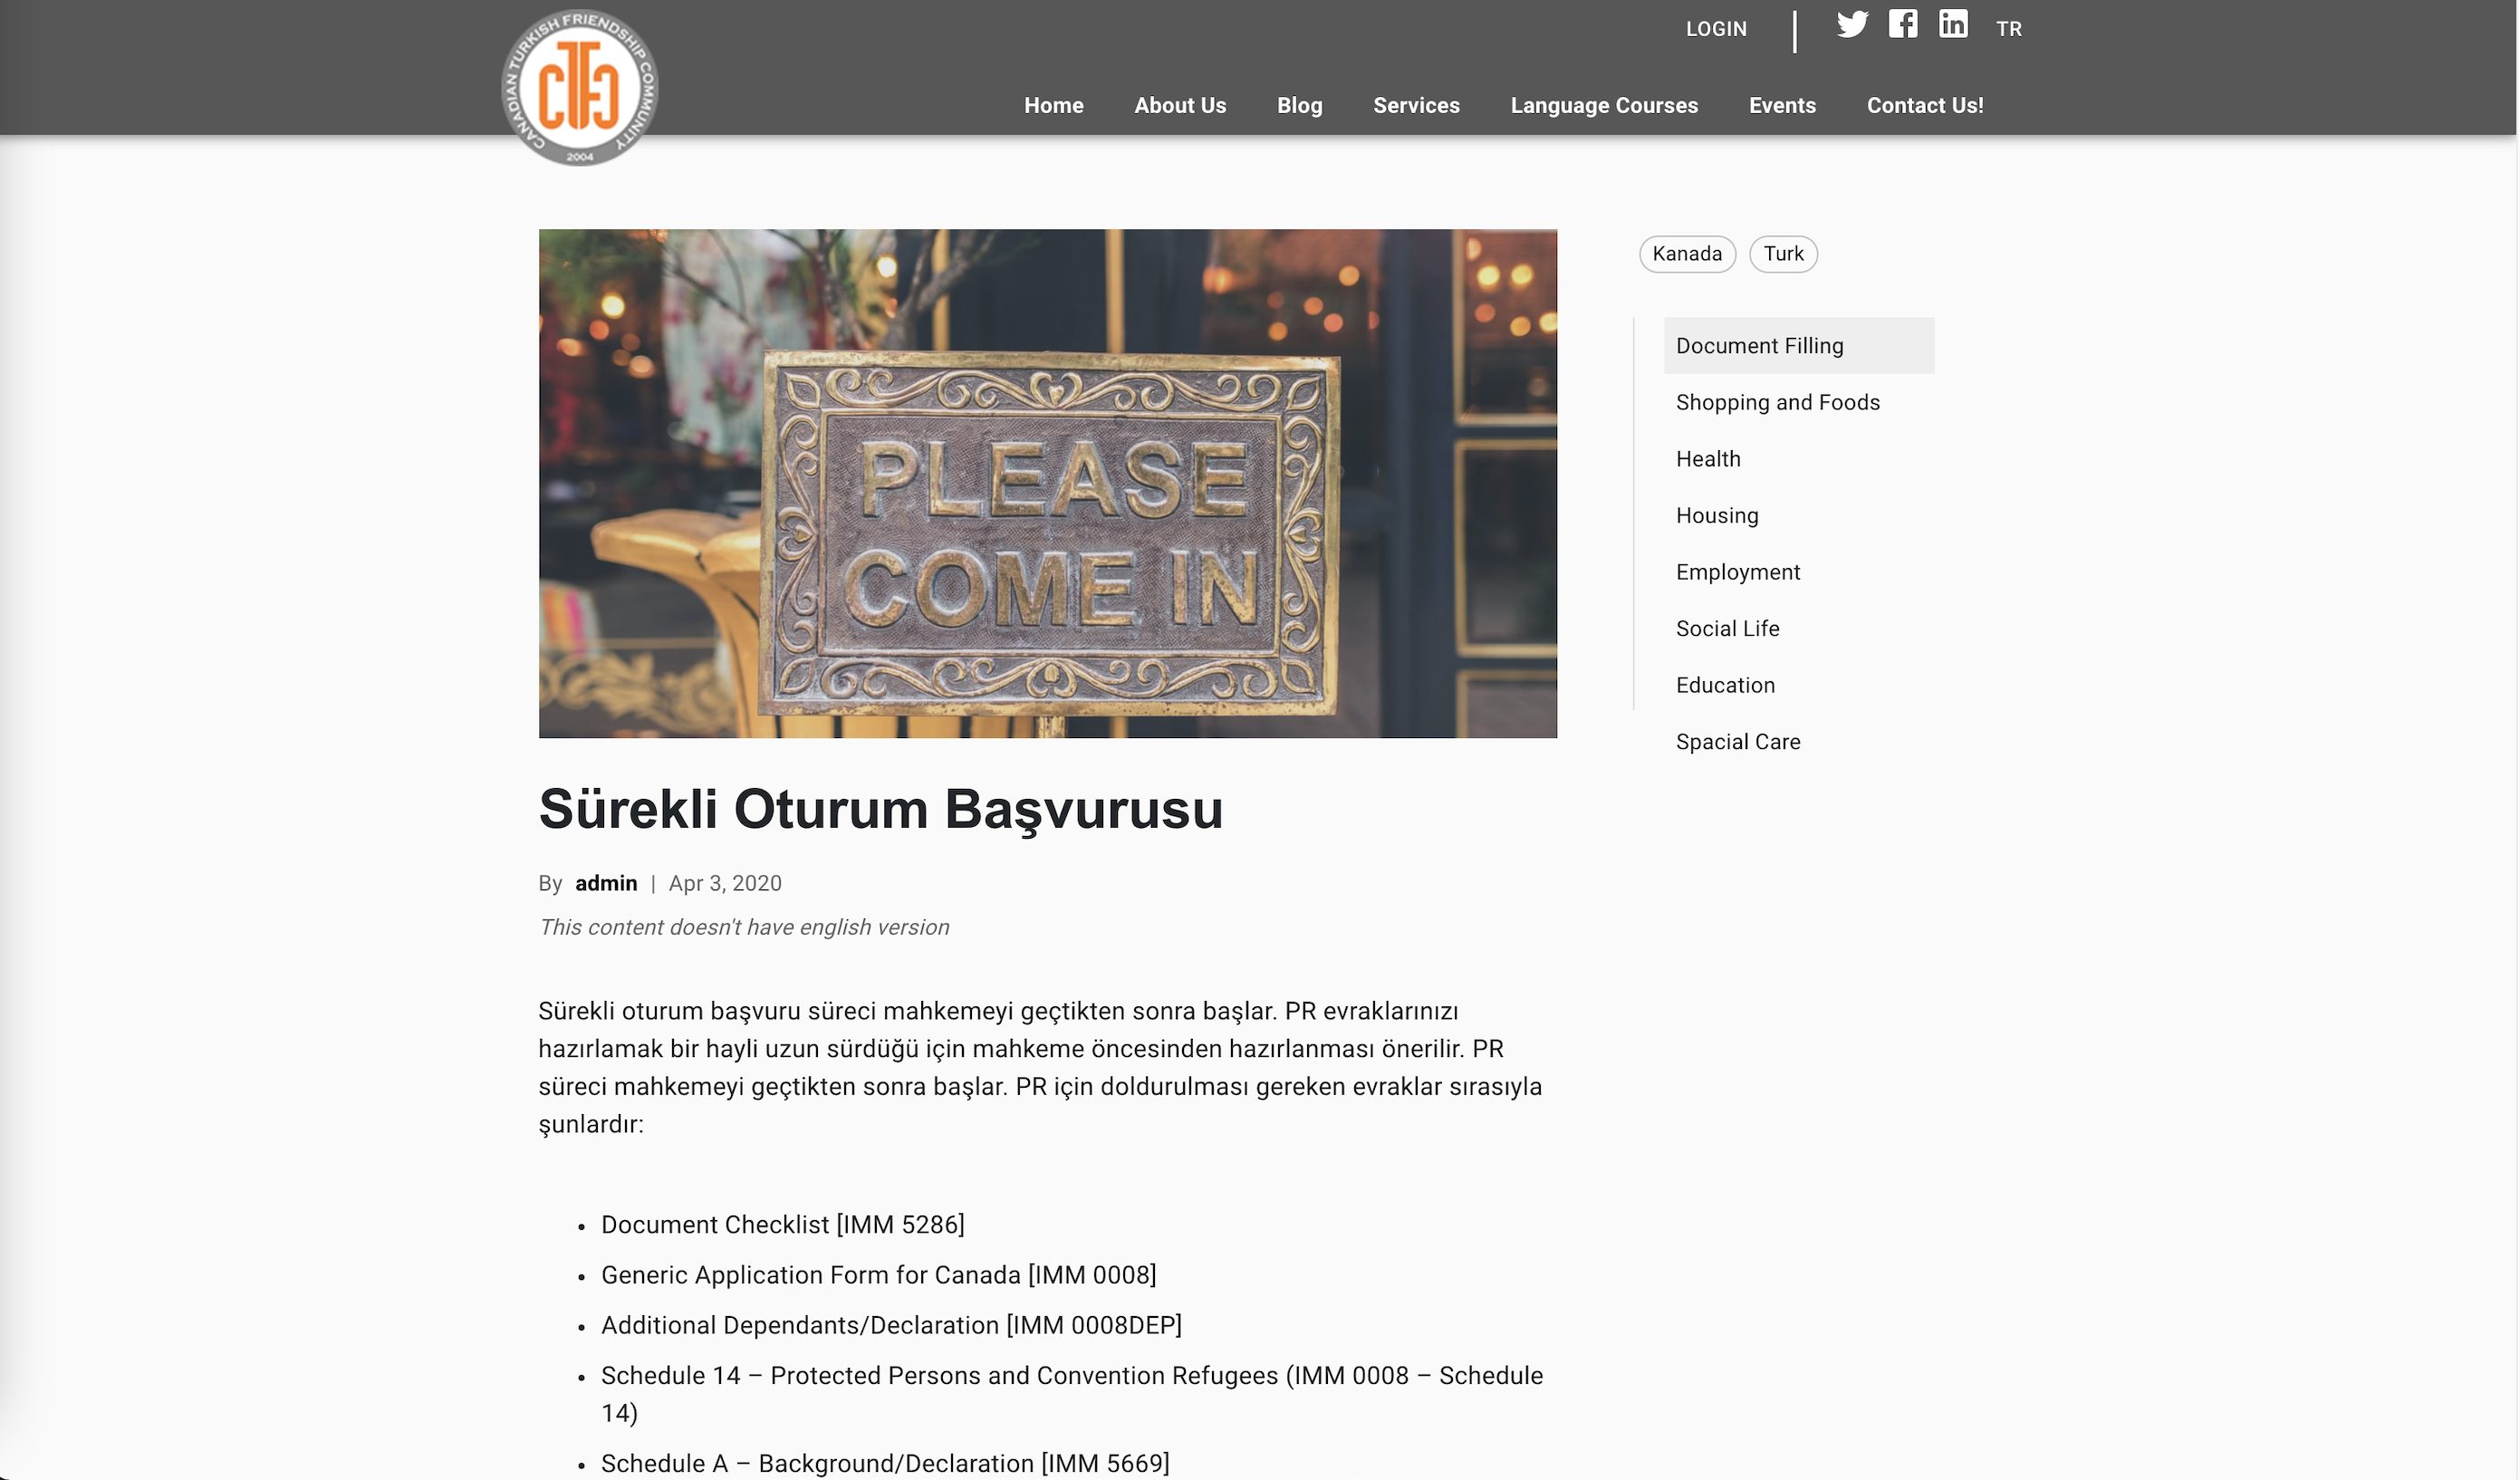 CANADIAN TURKISH FRIENDSHIP COMMUNITY
CTFC
2004
LOGIN
TR
Home
About Us
Blog
Services
Language Courses
Events
Contact Us!
PLEASE
COME IN
Kanada
Turk
Document Filling
Shopping and Foods
Health
Housing
Employment
Social Life
Education
Spacial Care
Sürekli Oturum Başvurusu
By admin | Apr 3, 2020
This content doesn't have english version
Sürekli oturum başvuru süreci mahkemeyi geçtikten sonra başlar. PR evraklarınızı
hazırlamak bir hayli uzun sürdüğü için mahkeme öncesinden hazırlanması önerilir. PR
süreci mahkemeyi geçtikten sonra başlar. PR için doldurulması gereken evraklar sırasıyla
şunlardır:
• Document Checklist [IMM 5286]
• Generic Application Form for Canada [IMM 0008]
• Additional Dependants/Declaration [IMM 0008DEP]
• Schedule 14 – Protected Persons and Convention Refugees (IMM 0008 – Schedule
14)
• Schedule A – Background/Declaration [IMM 5669]